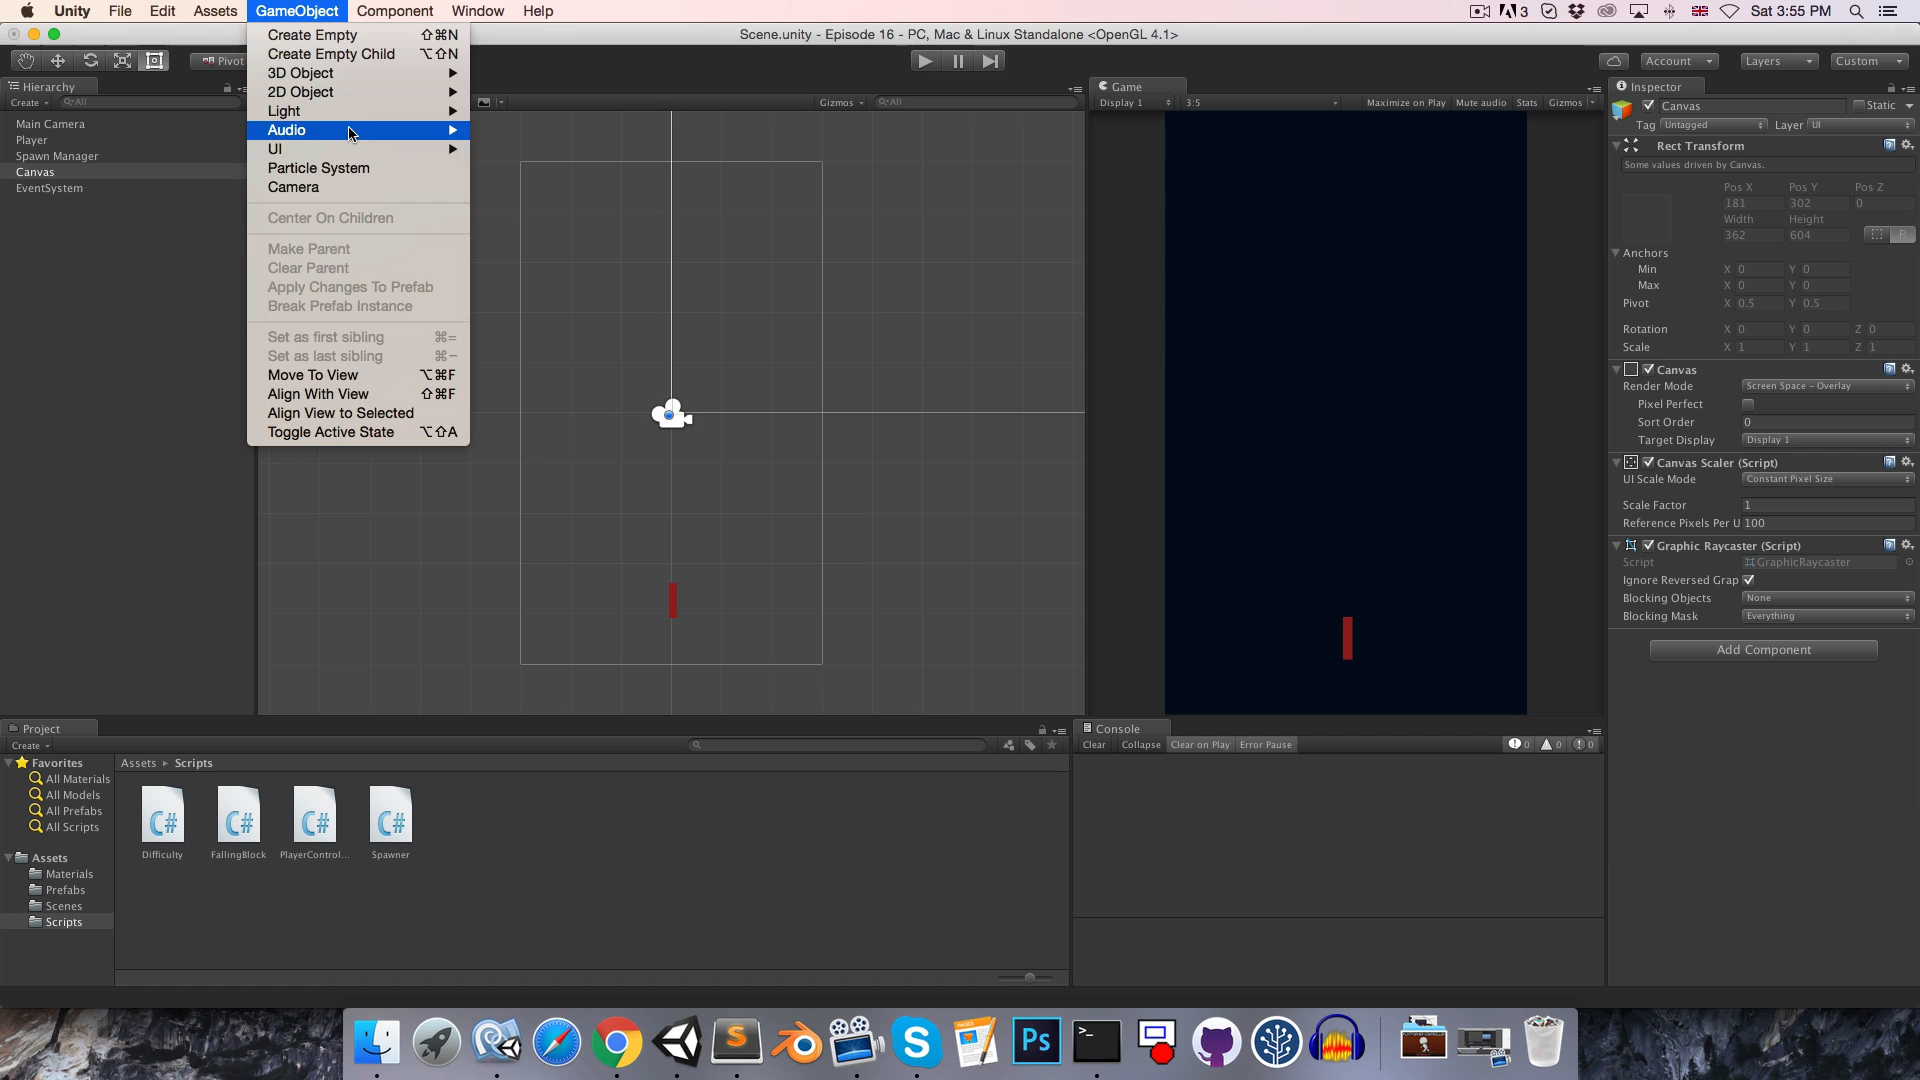 Unity File Edit Assets GameObject Component Window Help
3 Sat 3:55 PM
Scene.unity - Episode 16 - PC, Mac & Linux Standalone <OpenGL 4.1>
Pivot
Account Layers Custom
Hierarchy
Create All
Main Camera
Player
Spawn Manager
Canvas
EventSystem
Create Empty ⇧⌘N
Create Empty Child ⌥⇧N
3D Object
2D Object
Light
Audio
UI
Particle System
Camera
Center On Children
Make Parent
Clear Parent
Apply Changes To Prefab
Break Prefab Instance
Set as first sibling ⌘=
Set as last sibling ⌘-
Move To View ⌥⌘F
Align With View ⇧⌘F
Align View to Selected
Toggle Active State ⌥⇧A
Gizmos All
Game
Display 1 3:5 Maximize on Play Mute audio Stats Gizmos
Inspector
Canvas Static
Tag Untagged Layer UI
Rect Transform
Some values driven by Canvas.
Pos X Pos Y Pos Z
181 302 0
Width Height
362 604 R
Anchors
Min X 0 Y 0
Max X 0 Y 0
Pivot X 0.5 Y 0.5
Rotation X 0 Y 0 Z 0
Scale X 1 Y 1 Z 1
Canvas
Render Mode Screen Space - Overlay
Pixel Perfect
Sort Order 0
Target Display Display 1
Canvas Scaler (Script)
UI Scale Mode Constant Pixel Size
Scale Factor 1
Reference Pixels Per U 100
Graphic Raycaster (Script)
Script GraphicRaycaster
Ignore Reversed Grap
Blocking Objects None
Blocking Mask Everything
Add Component
Project
Create
Favorites
All Materials
All Models
All Prefabs
All Scripts
Assets
Materials
Prefabs
Scenes
Scripts
Assets Scripts
C# C# C# C#
Difficulty FallingBlock PlayerControl... Spawner
Console
Clear Collapse Clear on Play Error Pause 0 0 0
S PAGES Ps >_